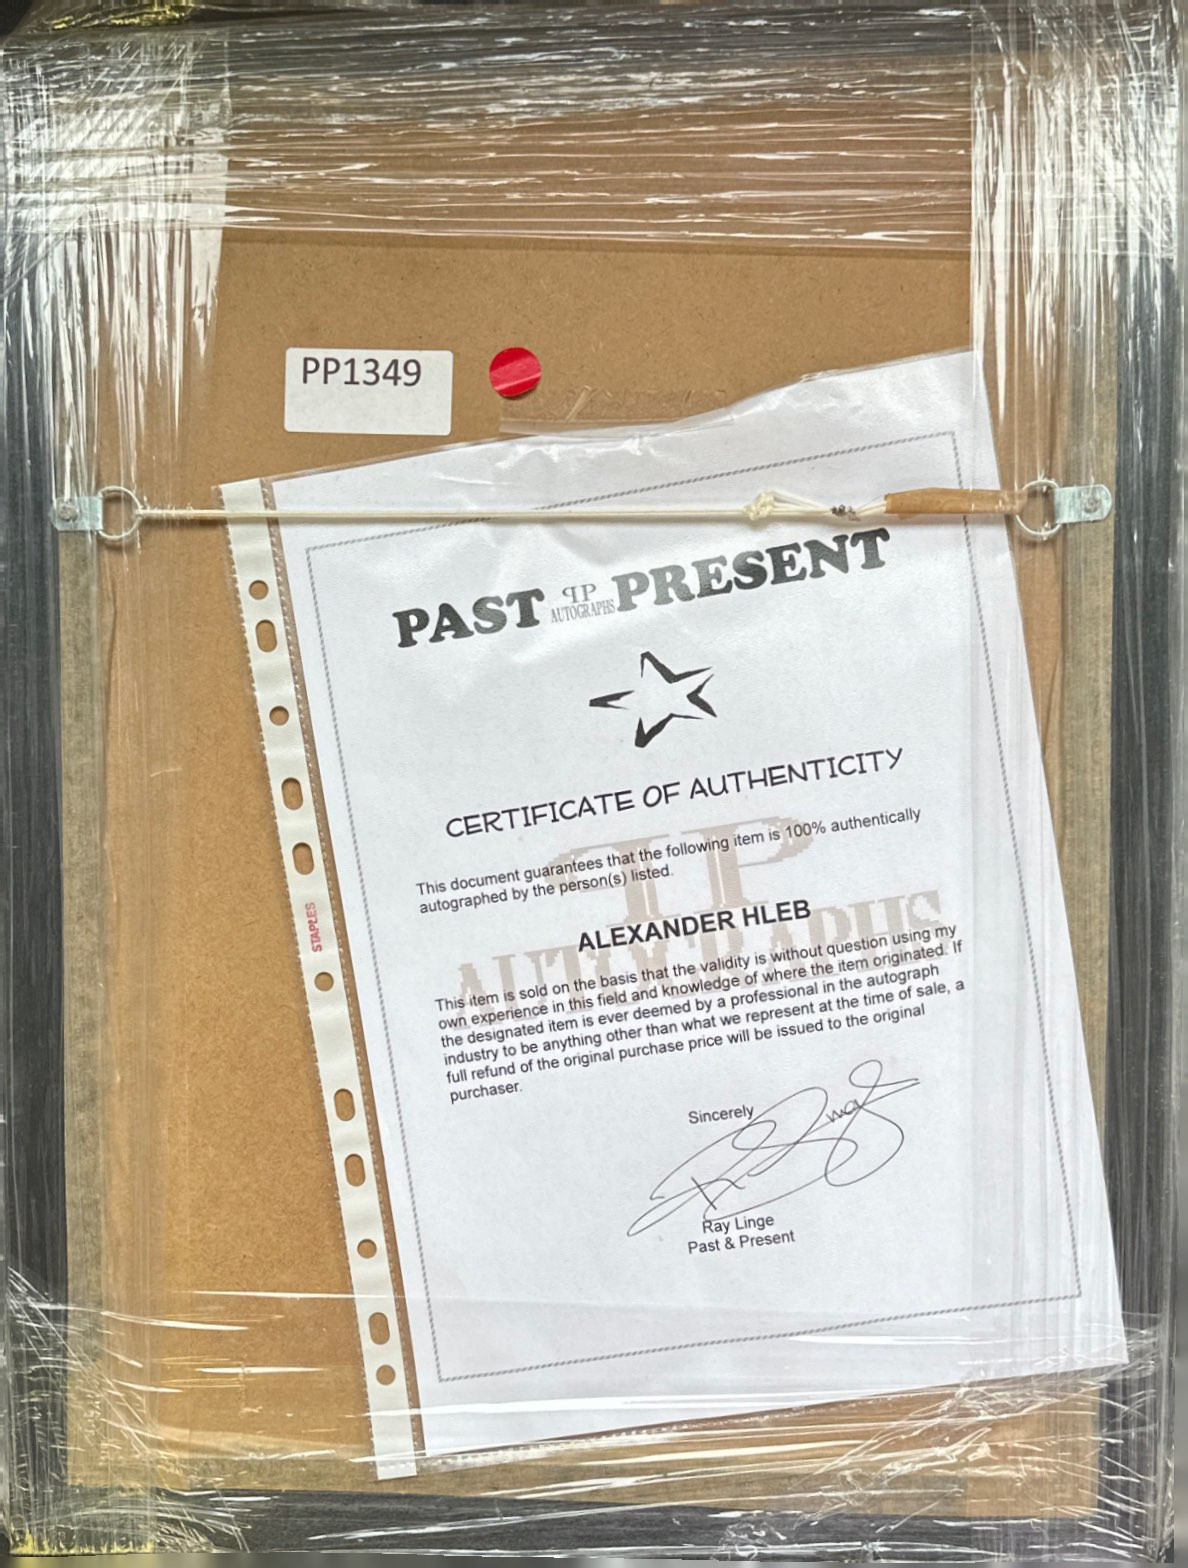 PP1349
PAST PP PRESENT
AUTOGRAPHS
CERTIFICATE OF AUTHENTICITY
This document guarantees that the following item is 100% authentically
autographed by the person(s) listed.
PP
AUTOGRAPHS
ALEXANDER HLEB
This item is sold on the basis that the validity is without question using my
own experience in this field and knowledge of where the item originated. If
the designated item is ever deemed by a professional in the autograph
industry to be anything other than what we represent at the time of sale, a
full refund of the original purchase price will be issued to the original
purchaser.
Sincerely
Ray Linge
Past & Present
STAPLES